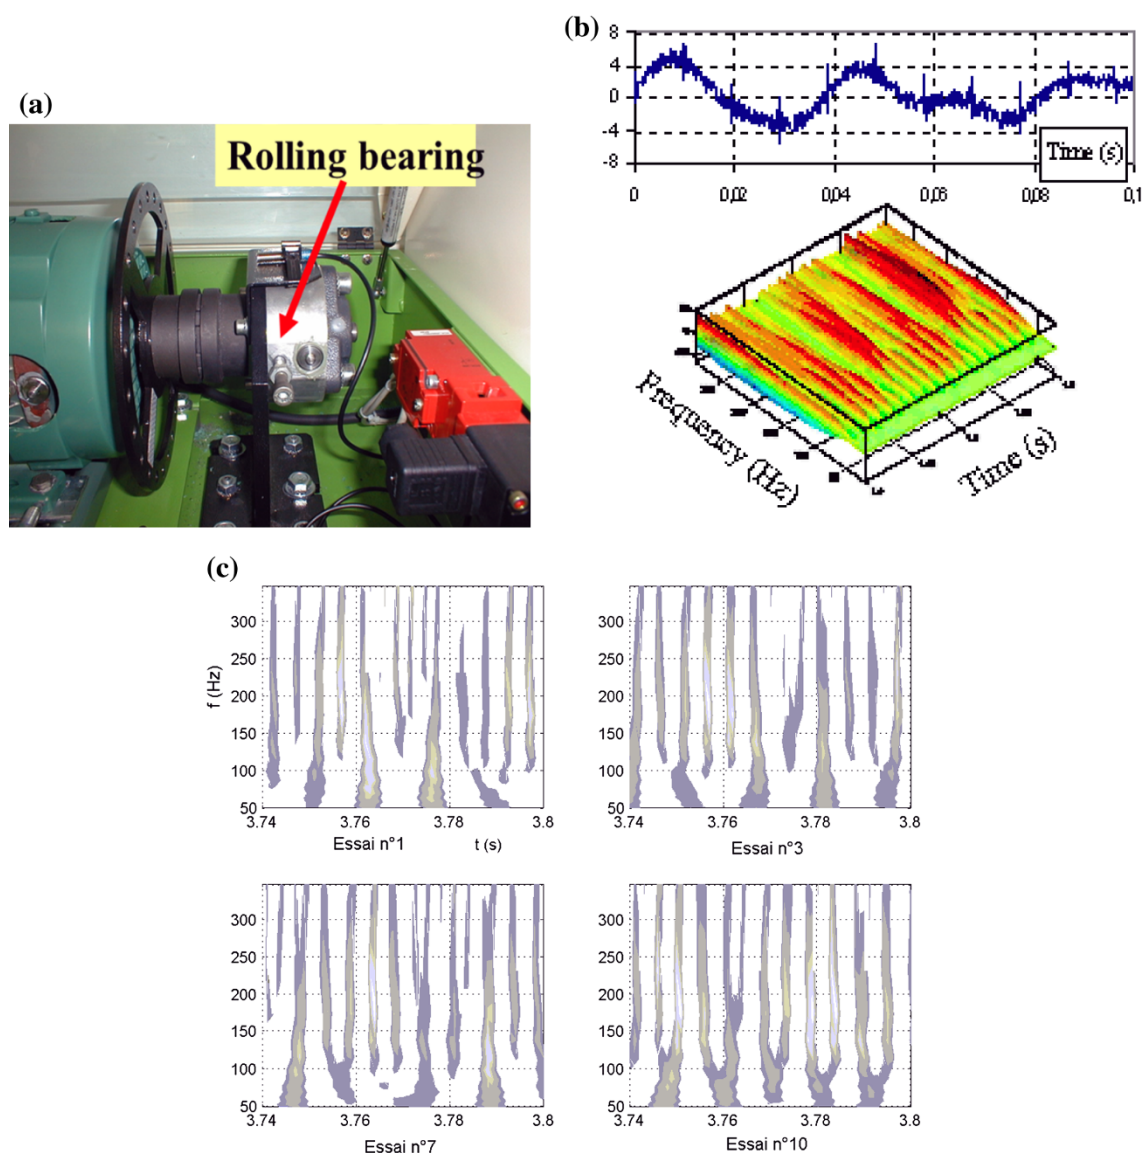 (a)
Rolling bearing
(b)
8
4
0
-4
-8
Time (s)
0 0,02 0,04 0,06 0,08 0,1
Frequency (Hz)
Time (s)
(c)
f (Hz)
300
250
200
150
100
50
3.74 3.76 3.78 3.8
Essai n°1 t (s)
300
250
200
150
100
50
3.74 3.76 3.78 3.8
Essai n°3
300
250
200
150
100
50
3.74 3.76 3.78 3.8
Essai n°7
300
250
200
150
100
50
3.74 3.76 3.78 3.8
Essai n°10